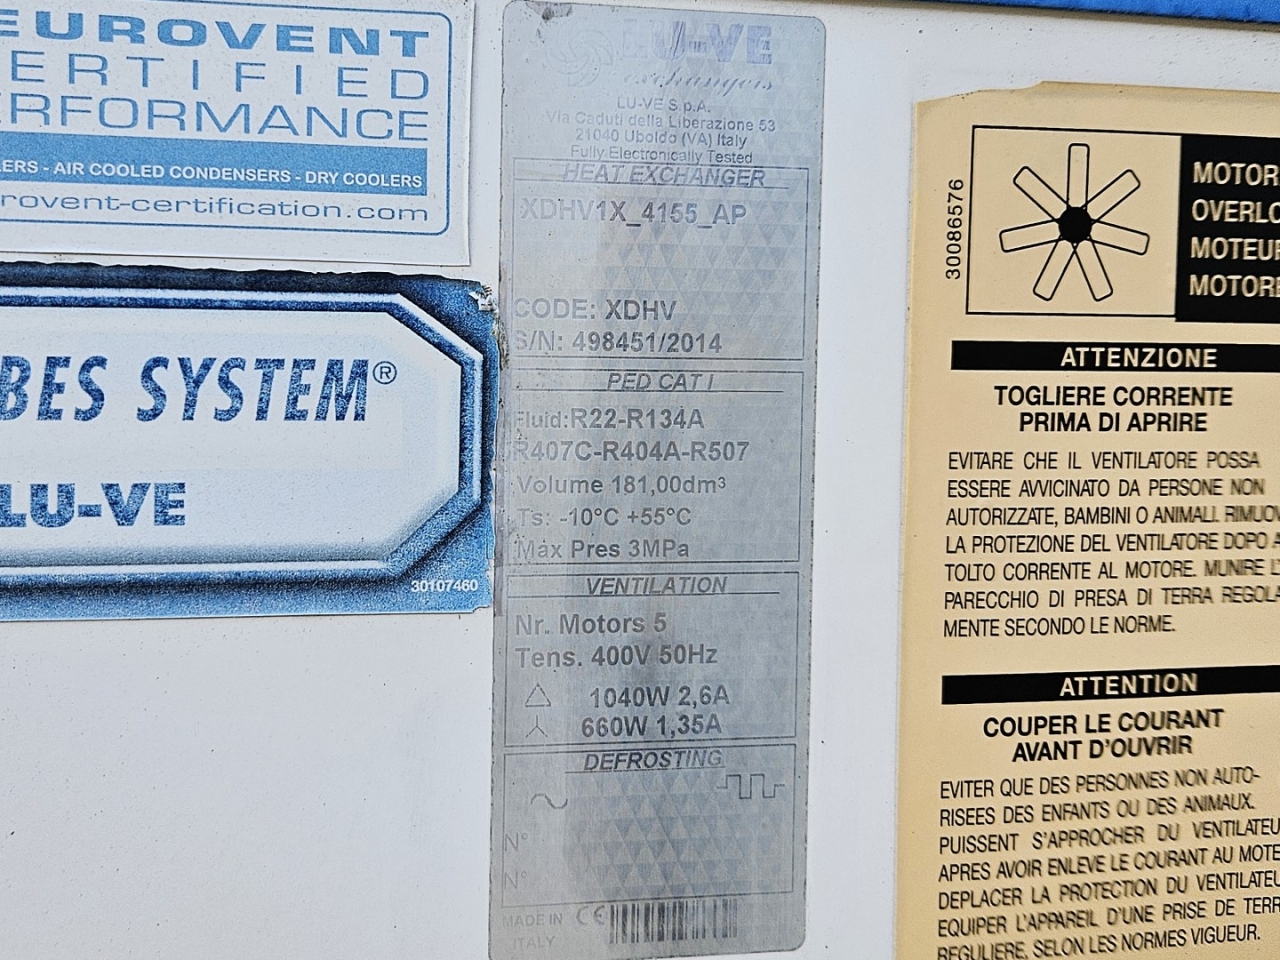 EUROVENT
ERTIFIED
ERFORMANCE
LERS - AIR COOLED CONDENSERS - DRY COOLERS
rovent-certification.com
BES SYSTEM®
LU-VE
30107460
LU-VE
exchangers
LU-VE S.p.A.
Via Caduti della Liberazione 53
21040 Uboldo (VA) Italy
Fully Electronically Tested
HEAT EXCHANGER
XDHV1X_4155_AP
CODE: XDHV
S/N: 498451/2014
PED CAT I
Fluid:R22-R134A
R407C-R404A-R507
Volume 181,00dm³
Ts: -10°C +55°C
Max Pres 3MPa
VENTILATION
Nr. Motors 5
Tens. 400V 50Hz
1040W 2,6A
660W 1,35A
DEFROSTING
N°
N°
MADE IN
ITALY
CE
30086576
MOTOR
OVERLO
MOTEUR
MOTORE
ATTENZIONE
TOGLIERE CORRENTE
PRIMA DI APRIRE
EVITARE CHE IL VENTILATORE POSSA
ESSERE AVVICINATO DA PERSONE NON
AUTORIZZATE, BAMBINI O ANIMALI. RIMUOV
LA PROTEZIONE DEL VENTILATORE DOPO A
TOLTO CORRENTE AL MOTORE. MUNIRE L'
PARECCHIO DI PRESA DI TERRA REGOLA
MENTE SECONDO LE NORME.
ATTENTION
COUPER LE COURANT
AVANT D'OUVRIR
EVITER QUE DES PERSONNES NON AUTO-
RISEES DES ENFANTS OU DES ANIMAUX.
PUISSENT S'APPROCHER DU VENTILATEU
APRES AVOIR ENLEVE LE COURANT AU MOTE
DEPLACER LA PROTECTION DU VENTILATEU
EQUIPER L'APPAREIL D'UNE PRISE DE TERR
REGULIERE, SELON LES NORMES VIGUEUR.